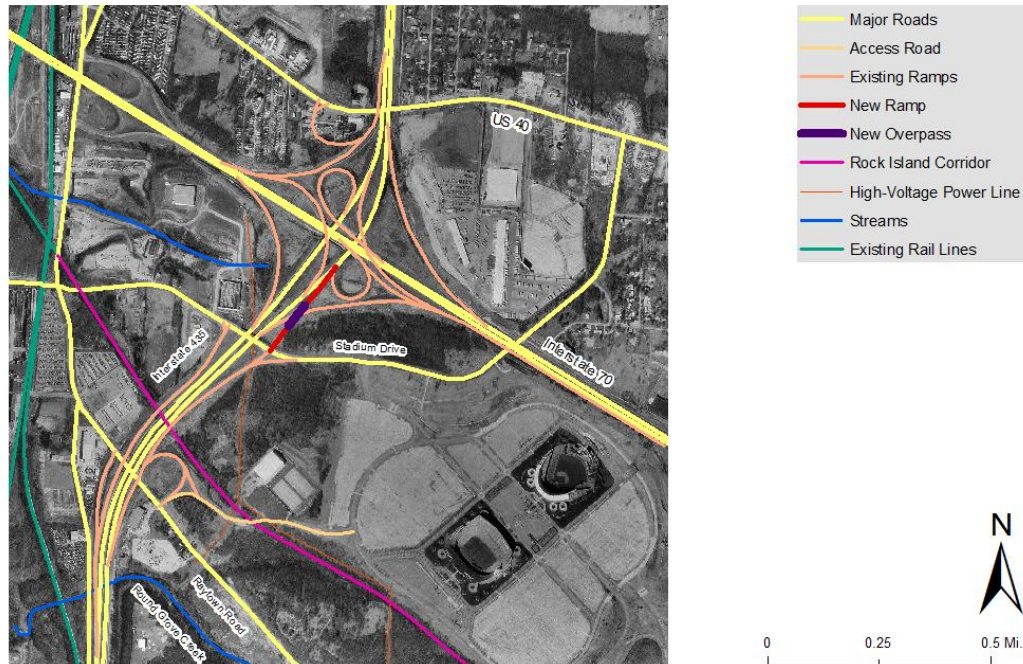 US 40
Interstate 435
Stadium Drive
Interstate 70
Raytown Road
Round Grove Creek
Major Roads
Access Road
Existing Ramps
New Ramp
New Overpass
Rock Island Corridor
High-Voltage Power Line
Streams
Existing Rail Lines
N
0 0.25 0.5 Mi.